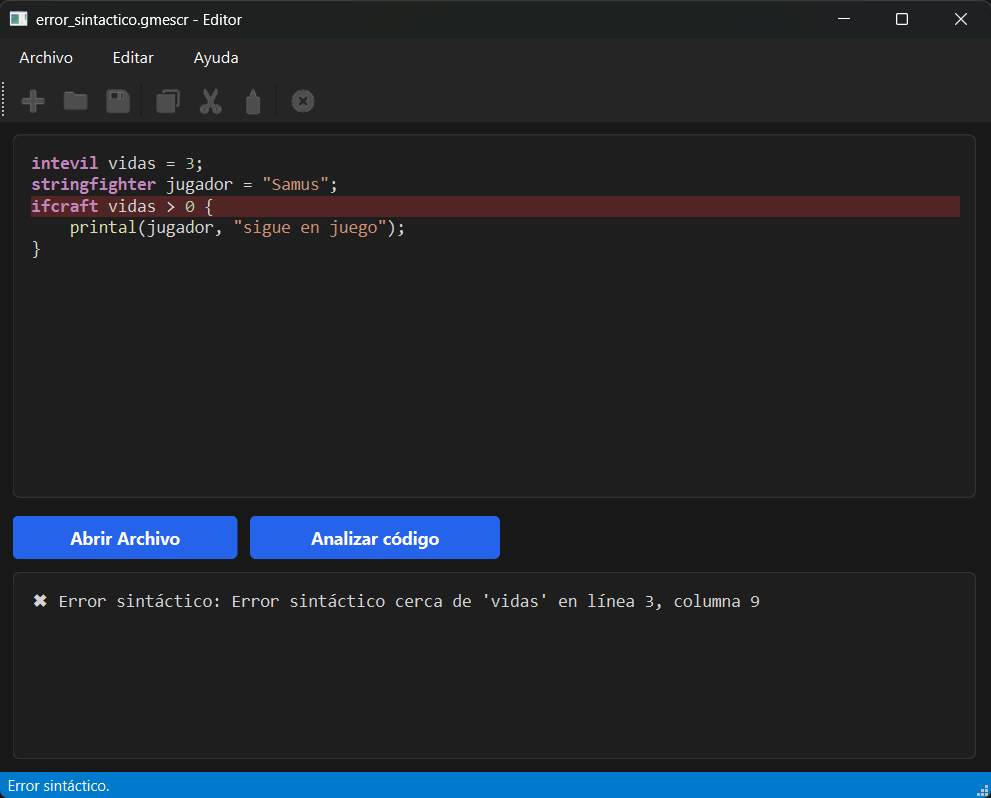 error_sintactico.gmescr - Editor
Archivo Editar Ayuda
intevil vidas = 3;
stringfighter jugador = "Samus";
ifcraft vidas > 0 {
    printal(jugador, "sigue en juego");
}
Abrir Archivo Analizar código
✖ Error sintáctico: Error sintáctico cerca de 'vidas' en línea 3, columna 9
Error sintáctico.